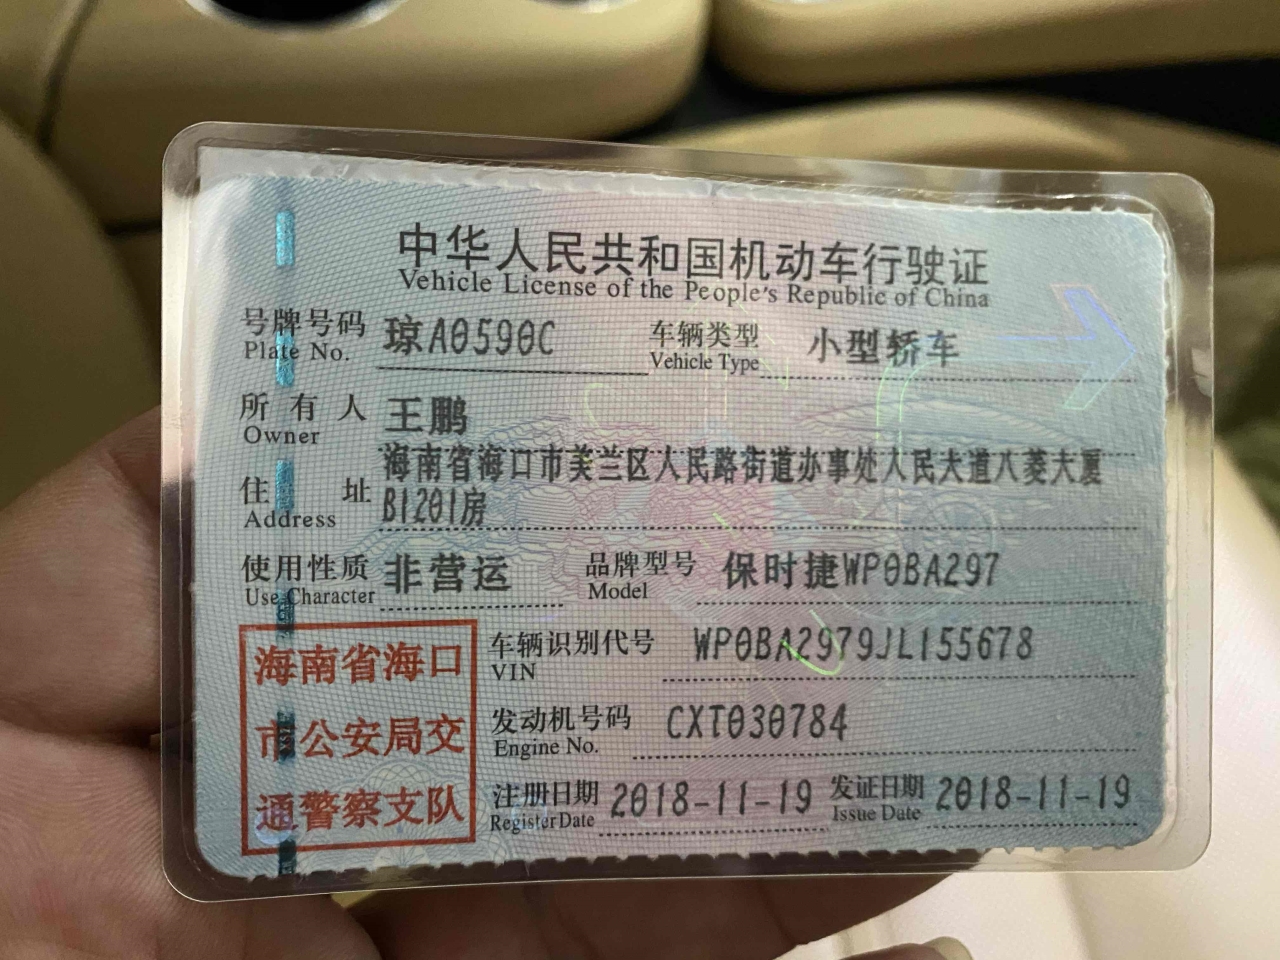 中华人民共和国机动车行驶证
Vehicle License of the People's Republic of China
号牌号码 琼A0590C 车辆类型 小型轿车
Plate No. Vehicle Type
所有人 王鹏
Owner
海南省海口市美兰区人民路街道办事处人民大道八菱大厦
住址 B1201房
Address
使用性质 非营运 品牌型号 保时捷WP0BA297
Use Character Model
海南省海口 车辆识别代号 WP0BA2979JL155678
VIN
市公安局交 发动机号码 CXT030784
Engine No.
通警察支队 注册日期 2018-11-19 发证日期 2018-11-19
Register Date Issue Date